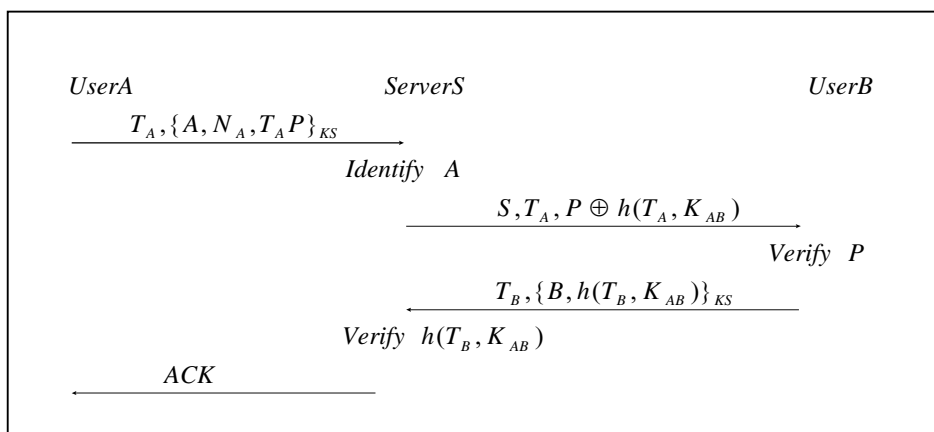 UserA ServerS UserB
T_A, {A, N_A, T_A P}_KS
Identify A
S, T_A, P ⊕ h(T_A, K_AB)
Verify P
T_B, {B, h(T_B, K_AB)}_KS
Verify h(T_B, K_AB)
ACK